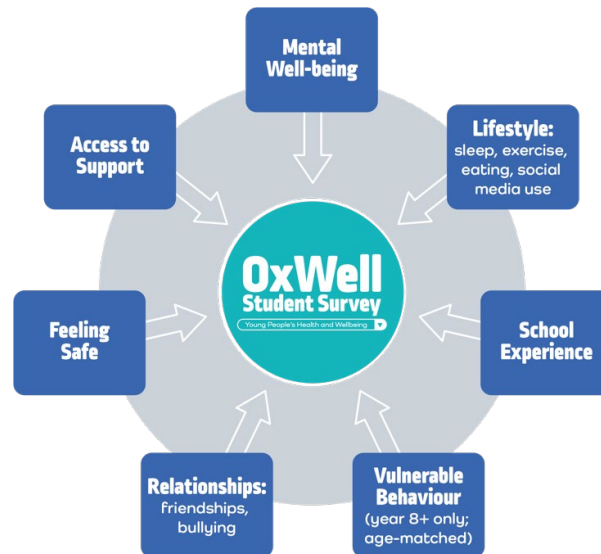 Mental
Well-being
Lifestyle:
sleep, exercise,
eating, social
media use
School
Experience
Vulnerable
Behaviour
(year 8+ only;
age-matched)
Relationships:
friendships,
bullying
Feeling
Safe
Access to
Support
OxWell
Student Survey
Young People's Health and Wellbeing